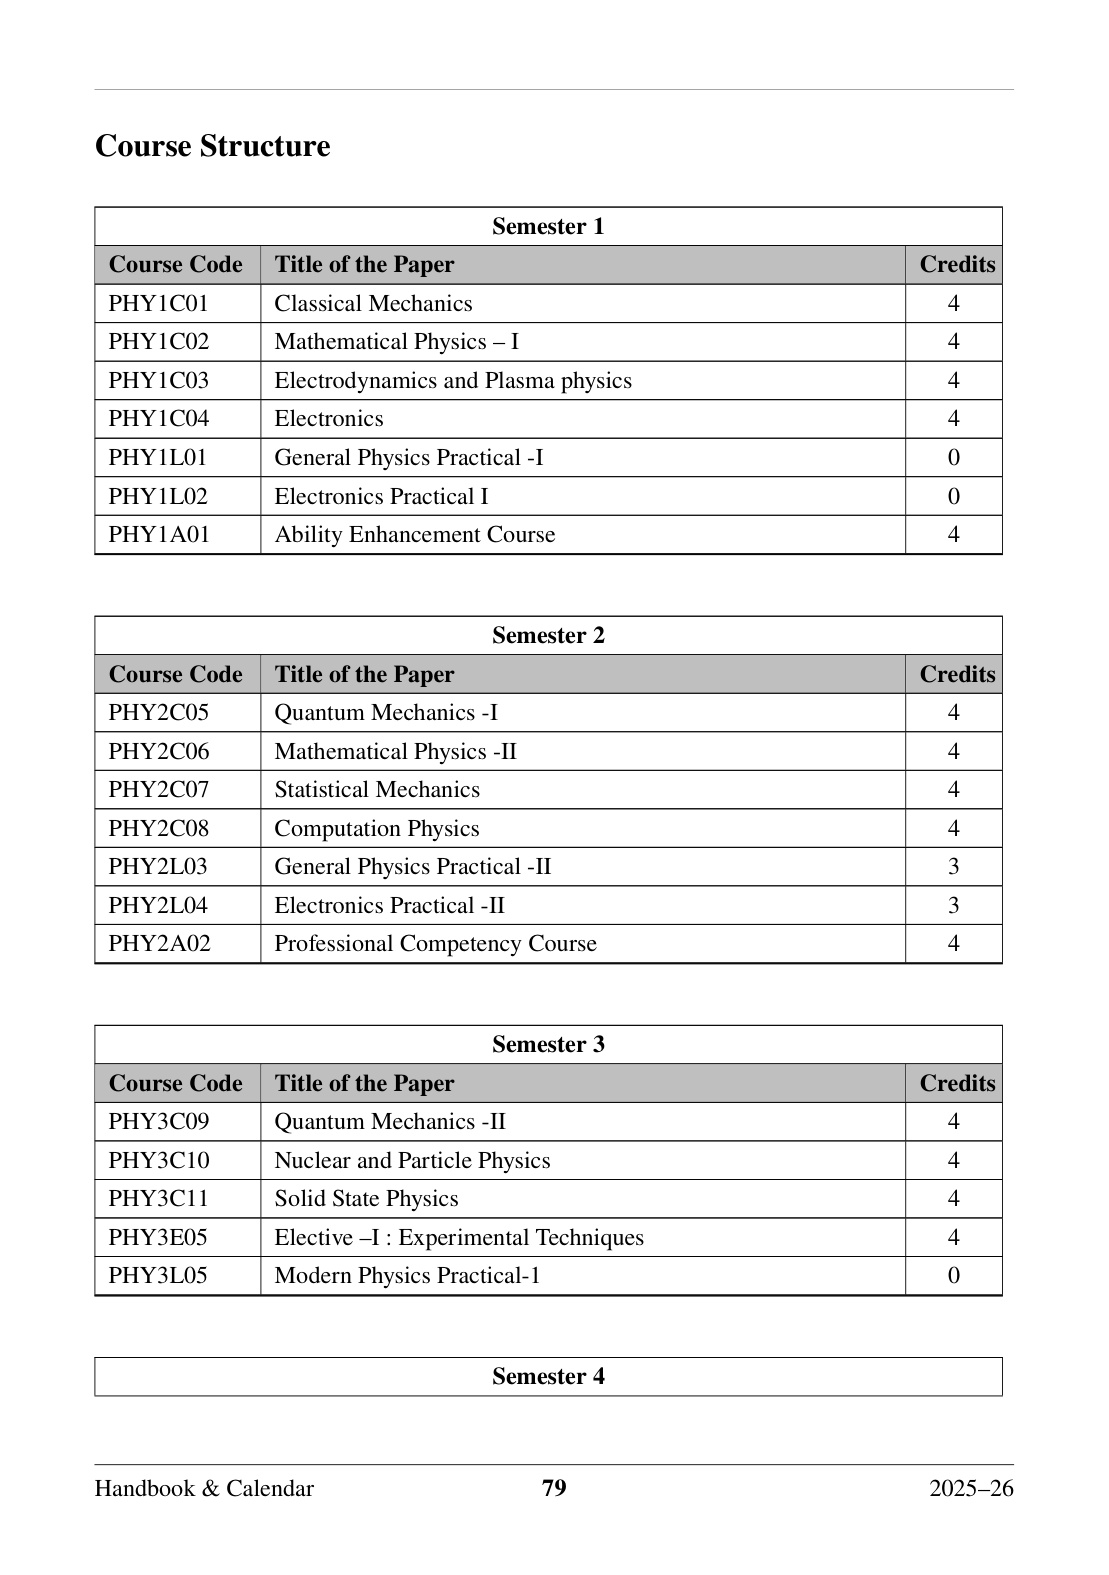 Course Structure
Semester 1
Course Code Title of the Paper Credits
PHY1C01 Classical Mechanics 4
PHY1C02 Mathematical Physics – I 4
PHY1C03 Electrodynamics and Plasma physics 4
PHY1C04 Electronics 4
PHY1L01 General Physics Practical -I 0
PHY1L02 Electronics Practical I 0
PHY1A01 Ability Enhancement Course 4
Semester 2
Course Code Title of the Paper Credits
PHY2C05 Quantum Mechanics -I 4
PHY2C06 Mathematical Physics -II 4
PHY2C07 Statistical Mechanics 4
PHY2C08 Computation Physics 4
PHY2L03 General Physics Practical -II 3
PHY2L04 Electronics Practical -II 3
PHY2A02 Professional Competency Course 4
Semester 3
Course Code Title of the Paper Credits
PHY3C09 Quantum Mechanics -II 4
PHY3C10 Nuclear and Particle Physics 4
PHY3C11 Solid State Physics 4
PHY3E05 Elective –I : Experimental Techniques 4
PHY3L05 Modern Physics Practical-1 0
Semester 4
Handbook & Calendar 79 2025–26